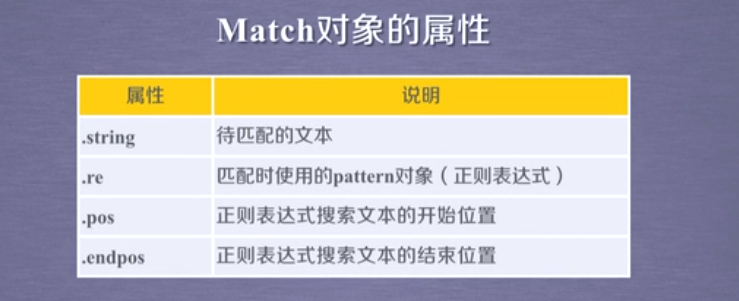 Match对象的属性
属性 说明
.string 待匹配的文本
.re 匹配时使用的pattern对象（正则表达式）
.pos 正则表达式搜索文本的开始位置
.endpos 正则表达式搜索文本的结束位置